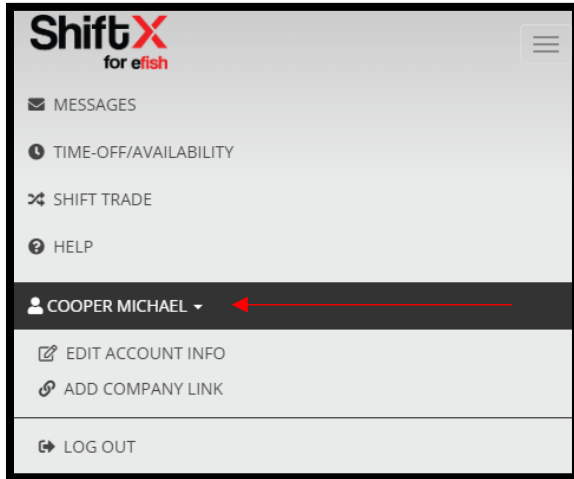 ShiftX
for efish
MESSAGES
TIME-OFF/AVAILABILITY
SHIFT TRADE
HELP
COOPER MICHAEL
EDIT ACCOUNT INFO
ADD COMPANY LINK
LOG OUT